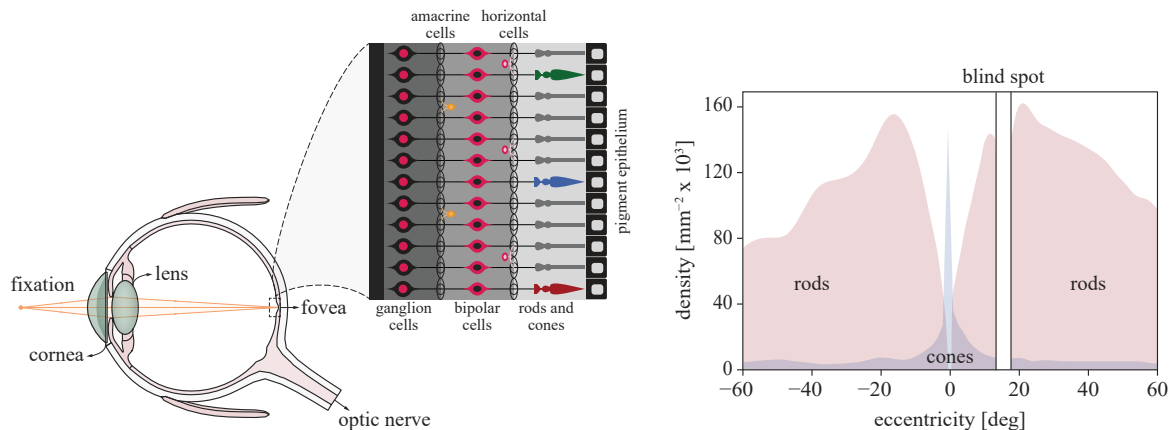 amacrine
cells
horizontal
cells
pigment epithelium
ganglion
cells
bipolar
cells
rods and
cones
fixation
lens
cornea
fovea
optic nerve
blind spot
density [mm⁻² x 10³]
160
120
80
40
0
rods
rods
cones
−60
−40
−20
0
20
40
60
eccentricity [deg]